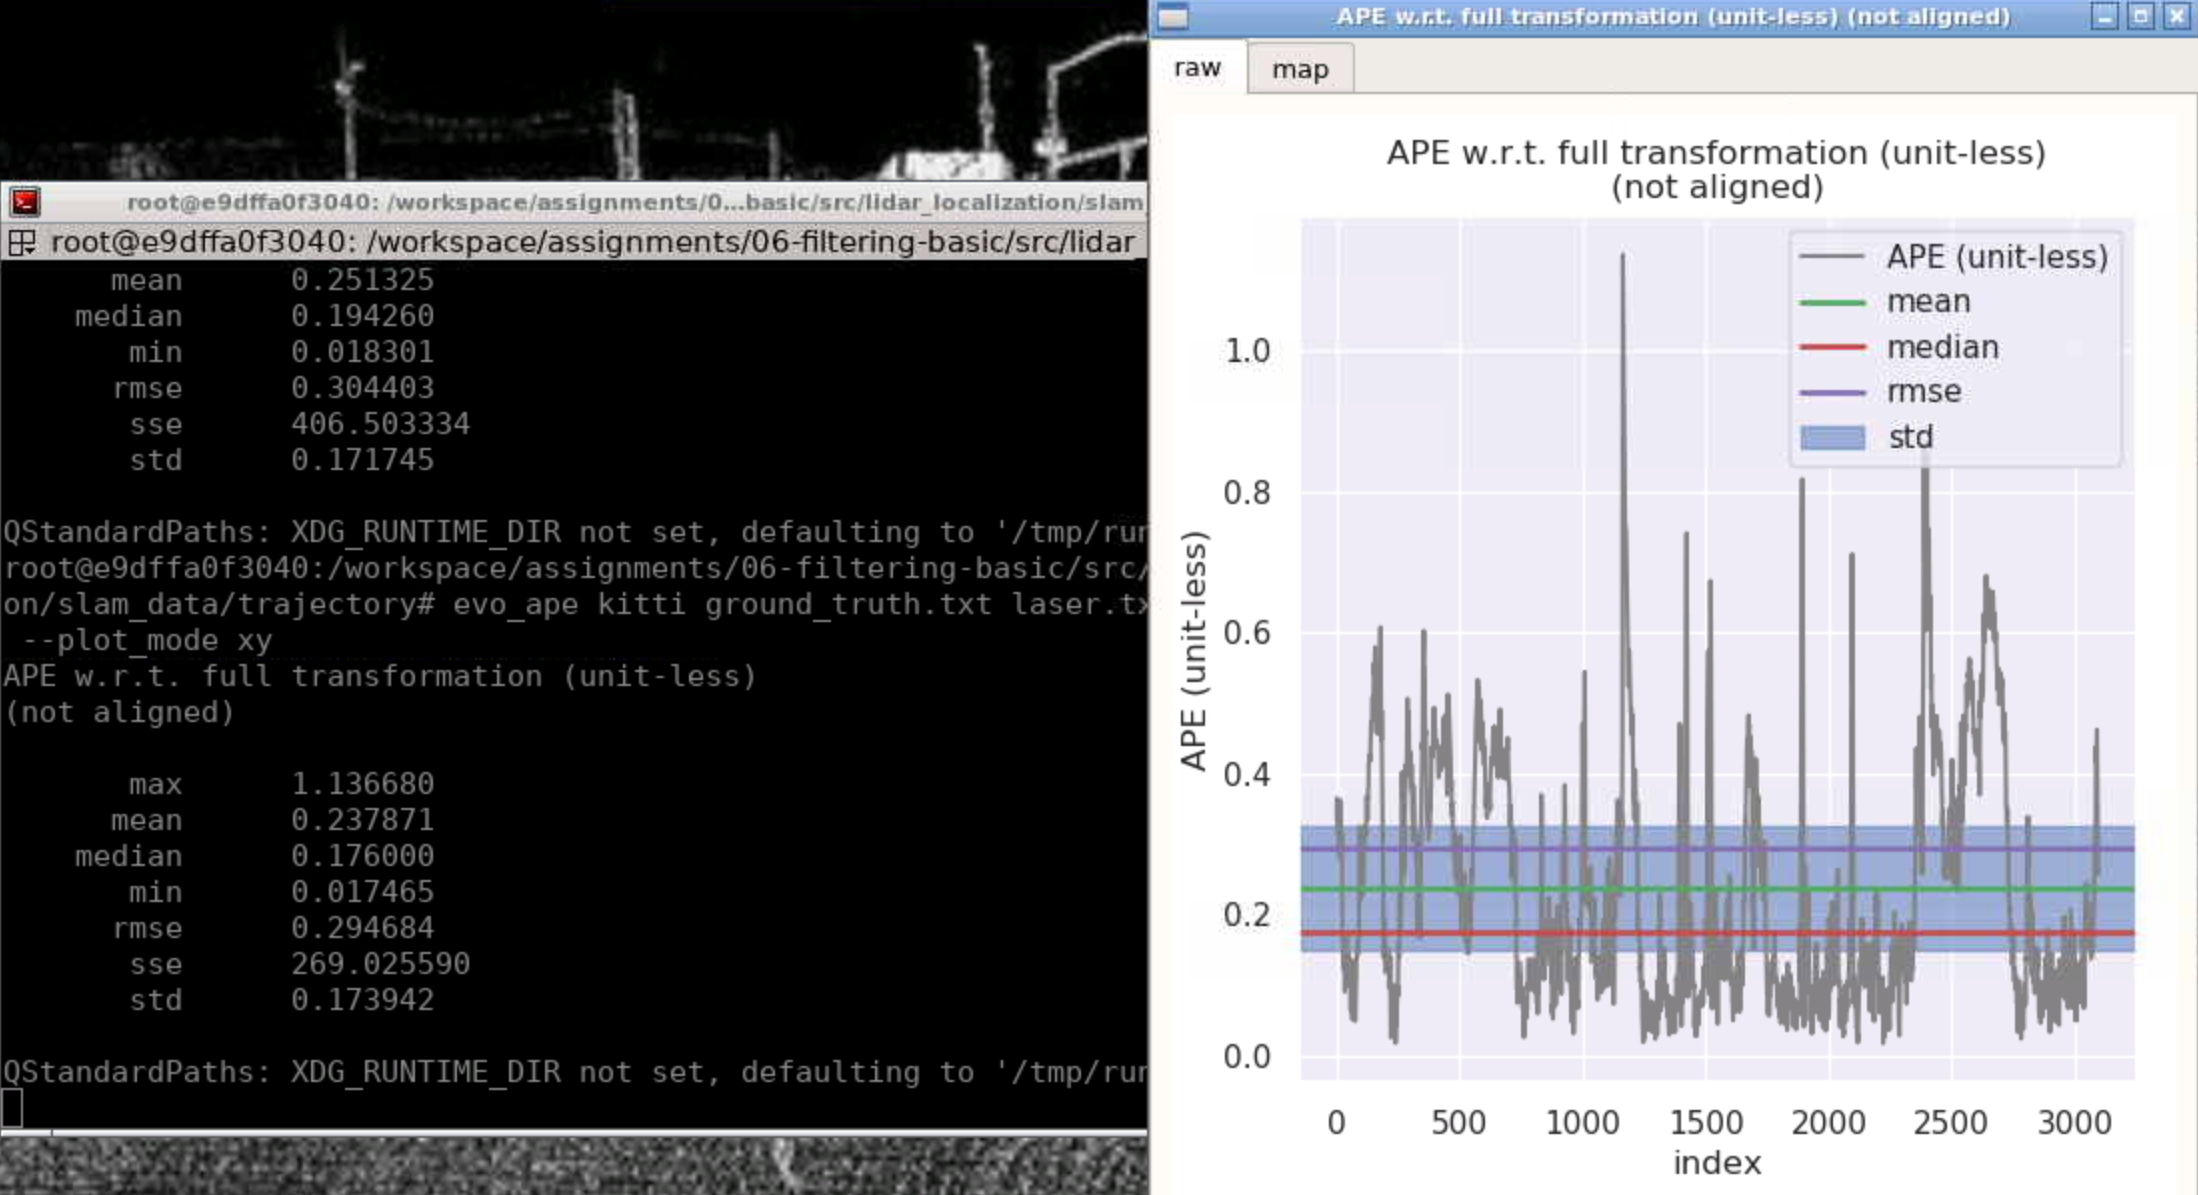 root@e9dffa0f3040: /workspace/assignments/0...basic/src/lidar_localization/slam_
root@e9dffa0f3040: /workspace/assignments/06-filtering-basic/src/lidar_
mean 0.251325
median 0.194260
min 0.018301
rmse 0.304403
sse 406.503334
std 0.171745
QStandardPaths: XDG_RUNTIME_DIR not set, defaulting to '/tmp/run
root@e9dffa0f3040:/workspace/assignments/06-filtering-basic/src/
on/slam_data/trajectory# evo_ape kitti ground_truth.txt laser.tx
--plot_mode xy
APE w.r.t. full transformation (unit-less)
(not aligned)
max 1.136680
mean 0.237871
median 0.176000
min 0.017465
rmse 0.294684
sse 269.025590
std 0.173942
QStandardPaths: XDG_RUNTIME_DIR not set, defaulting to '/tmp/run
APE w.r.t. full transformation (unit-less) (not aligned)
raw map
APE w.r.t. full transformation (unit-less)
(not aligned)
APE (unit-less)
mean
median
rmse
std
APE (unit-less)
1.0
0.8
0.6
0.4
0.2
0.0
0 500 1000 1500 2000 2500 3000
index